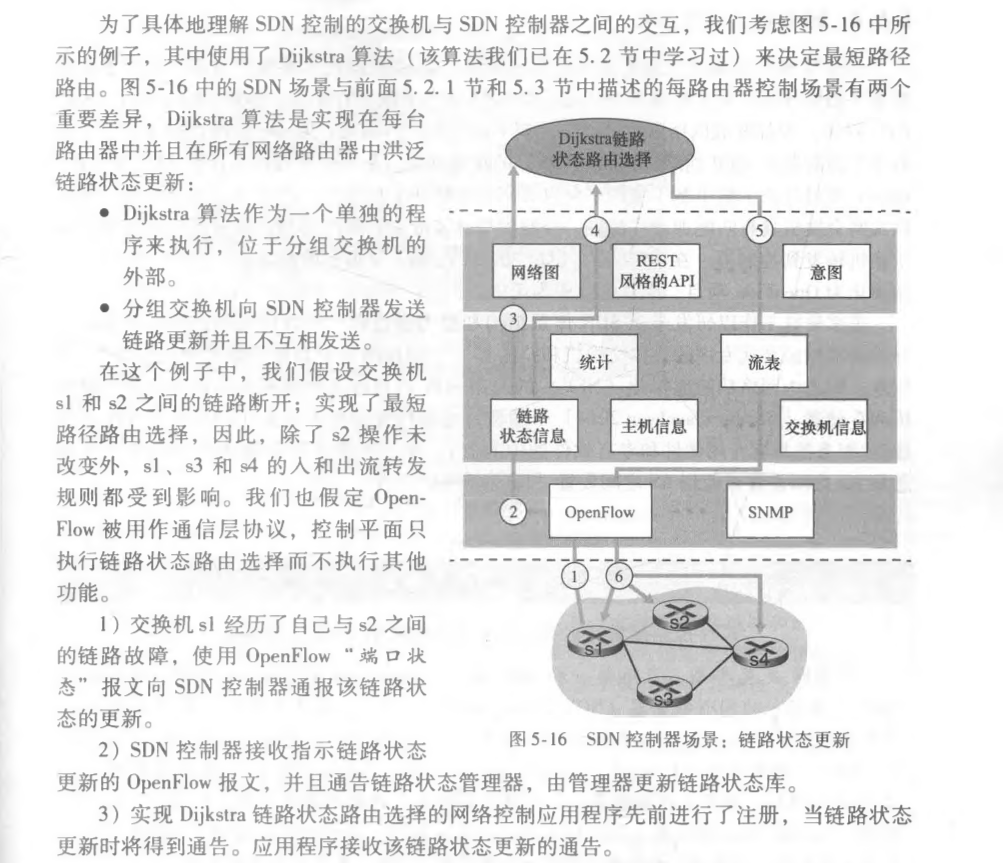 为了具体地理解 SDN 控制的交换机与 SDN 控制器之间的交互，我们考虑图 5-16 中所
示的例子，其中使用了 Dijkstra 算法（该算法我们已在 5.2 节中学习过）来决定最短路径
路由。图 5-16 中的 SDN 场景与前面 5.2.1 节和 5.3 节中描述的每路由器控制场景有两个
重要差异，Dijkstra 算法是实现在每台
路由器中并且在所有网络路由器中洪泛
链路状态更新：
• Dijkstra 算法作为一个单独的程
序来执行，位于分组交换机的
外部。
• 分组交换机向 SDN 控制器发送
链路更新并且不互相发送。
在这个例子中，我们假设交换机
s1 和 s2 之间的链路断开；实现了最短
路径路由选择，因此，除了 s2 操作未
改变外，s1、s3 和 s4 的人和出流转发
规则都受到影响。我们也假定 Open-
Flow 被用作通信层协议，控制平面只
执行链路状态路由选择而不执行其他
功能。
1）交换机 s1 经历了自己与 s2 之间
的链路故障，使用 OpenFlow “端口状
态”报文向 SDN 控制器通报该链路状
态的更新。
2）SDN 控制器接收指示链路状态
Dijkstra链路
状态路由选择
4
5
网络图
REST
风格的API
意图
3
统计
流表
链路
状态信息
主机信息
交换机信息
2
OpenFlow
SNMP
1
6
s2
s1
s4
s3
图 5-16 SDN 控制器场景：链路状态更新
更新的 OpenFlow 报文，并且通告链路状态管理器，由管理器更新链路状态库。
3）实现 Dijkstra 链路状态路由选择的网络控制应用程序先前进行了注册，当链路状态
更新时将得到通告。应用程序接收该链路状态更新的通告。